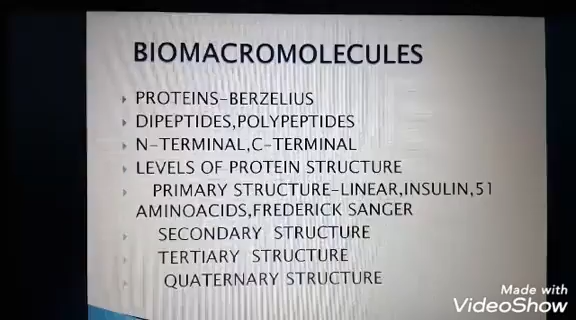 BIOMACROMOLECULES
PROTEINS-BERZELIUS
DIPEPTIDES,POLYPEPTIDES
N-TERMINAL,C-TERMINAL
LEVELS OF PROTEIN STRUCTURE
PRIMARY STRUCTURE-LINEAR,INSULIN,51
AMINOACIDS,FREDERICK SANGER
SECONDARY STRUCTURE
TERTIARY STRUCTURE
QUATERNARY STRUCTURE
Made with
VideoShow